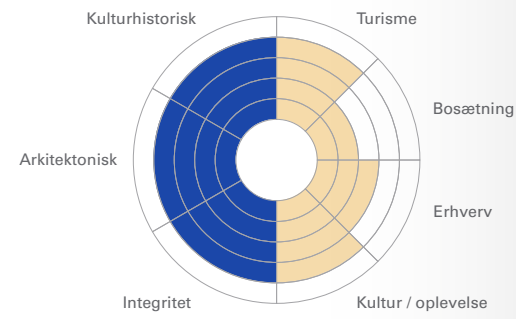 Kulturhistorisk
Turisme
Bosætning
Arkitektonisk
Erhverv
Integritet
Kultur / oplevelse